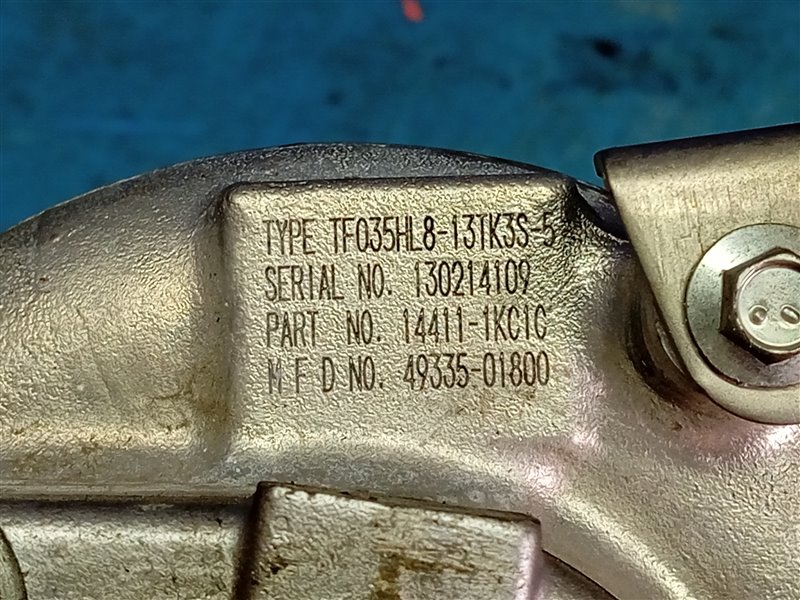 TYPE TF035HL8-13TK3S-5
SERIAL NO. 130214109
PART NO. 14411-1KC1C
M F D NO. 49335-01800